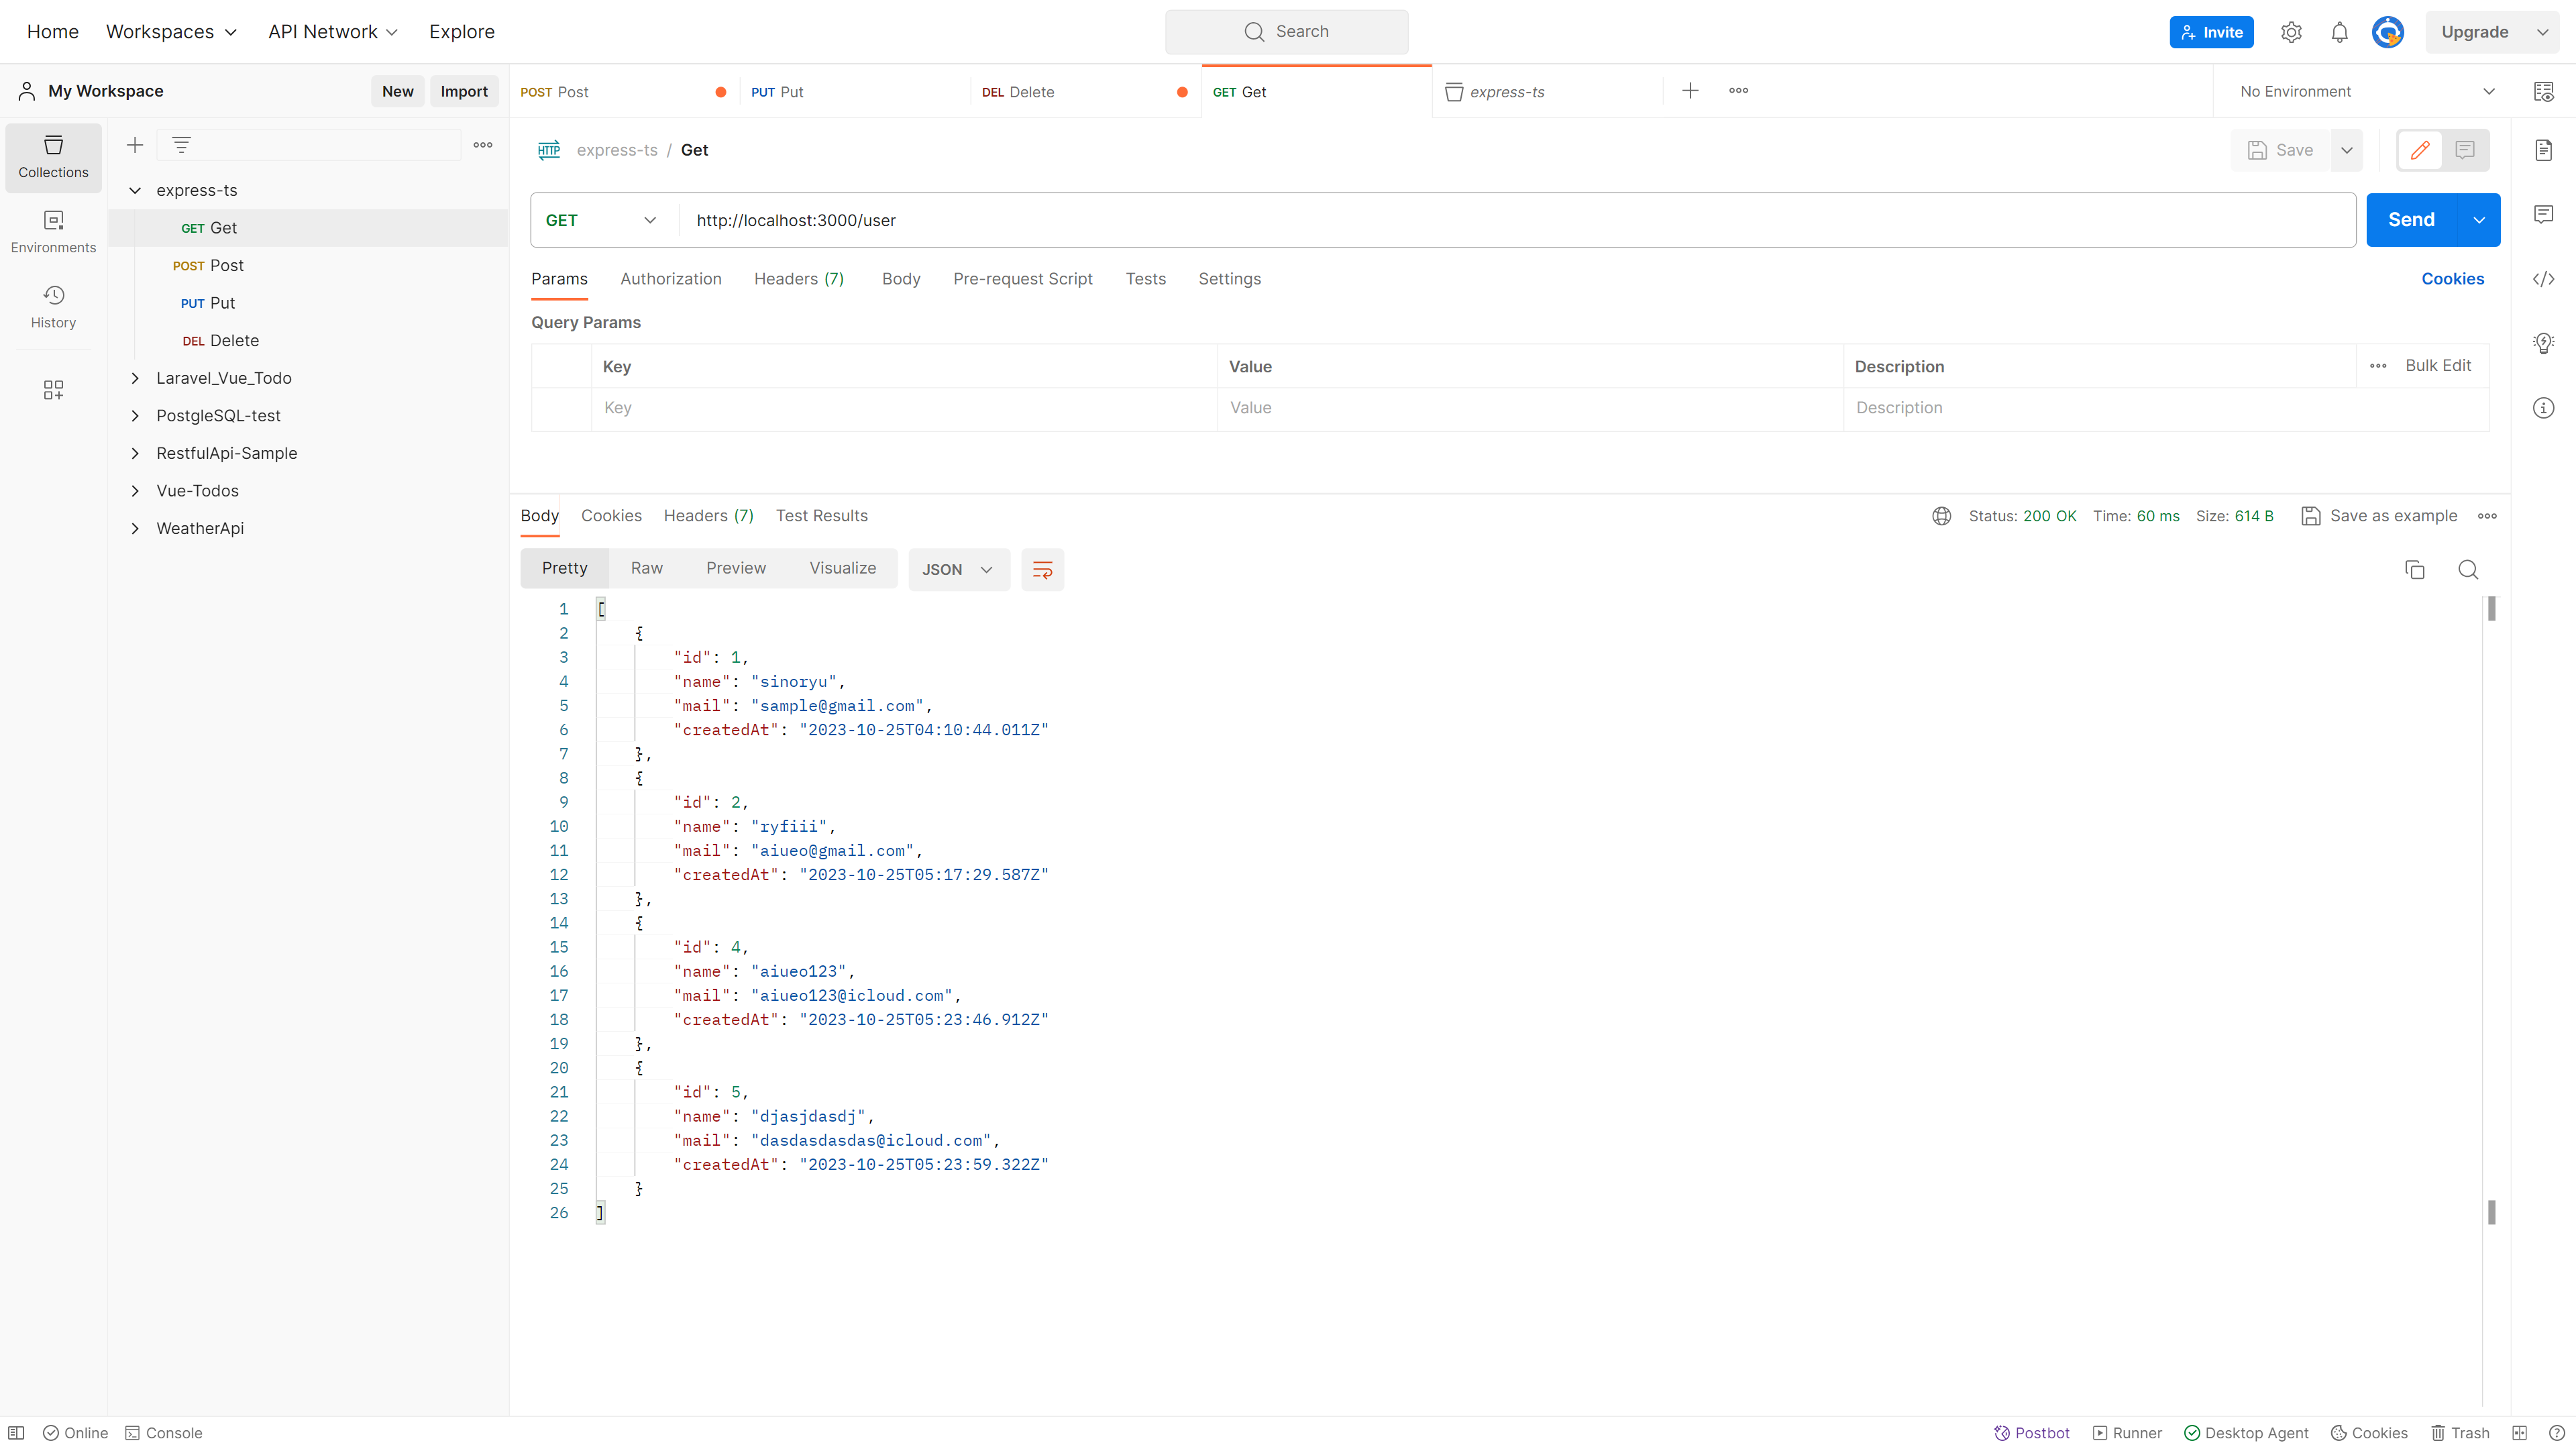 Home Workspaces API Network Explore Search Invite Upgrade
My Workspace New Import POST Post PUT Put DEL Delete GET Get express-ts No Environment
Collections
Environments
History
express-ts
GET Get
POST Post
PUT Put
DEL Delete
Laravel_Vue_Todo
PostgleSQL-test
RestfulApi-Sample
Vue-Todos
WeatherApi
HTTP express-ts / Get Save
GET http://localhost:3000/user Send
Params Authorization Headers (7) Body Pre-request Script Tests Settings Cookies
Query Params
Key Value Description Bulk Edit
Key Value Description
Body Cookies Headers (7) Test Results Status: 200 OK Time: 60 ms Size: 614 B Save as example
Pretty Raw Preview Visualize JSON
1 [
2 {
3 "id": 1,
4 "name": "sinoryu",
5 "mail": "sample@gmail.com",
6 "createdAt": "2023-10-25T04:10:44.011Z"
7 },
8 {
9 "id": 2,
10 "name": "ryfiii",
11 "mail": "aiueo@gmail.com",
12 "createdAt": "2023-10-25T05:17:29.587Z"
13 },
14 {
15 "id": 4,
16 "name": "aiueo123",
17 "mail": "aiueo123@icloud.com",
18 "createdAt": "2023-10-25T05:23:46.912Z"
19 },
20 {
21 "id": 5,
22 "name": "djasjdasdj",
23 "mail": "dasdasdasdas@icloud.com",
24 "createdAt": "2023-10-25T05:23:59.322Z"
25 }
26 ]
Online Console Postbot Runner Desktop Agent Cookies Trash